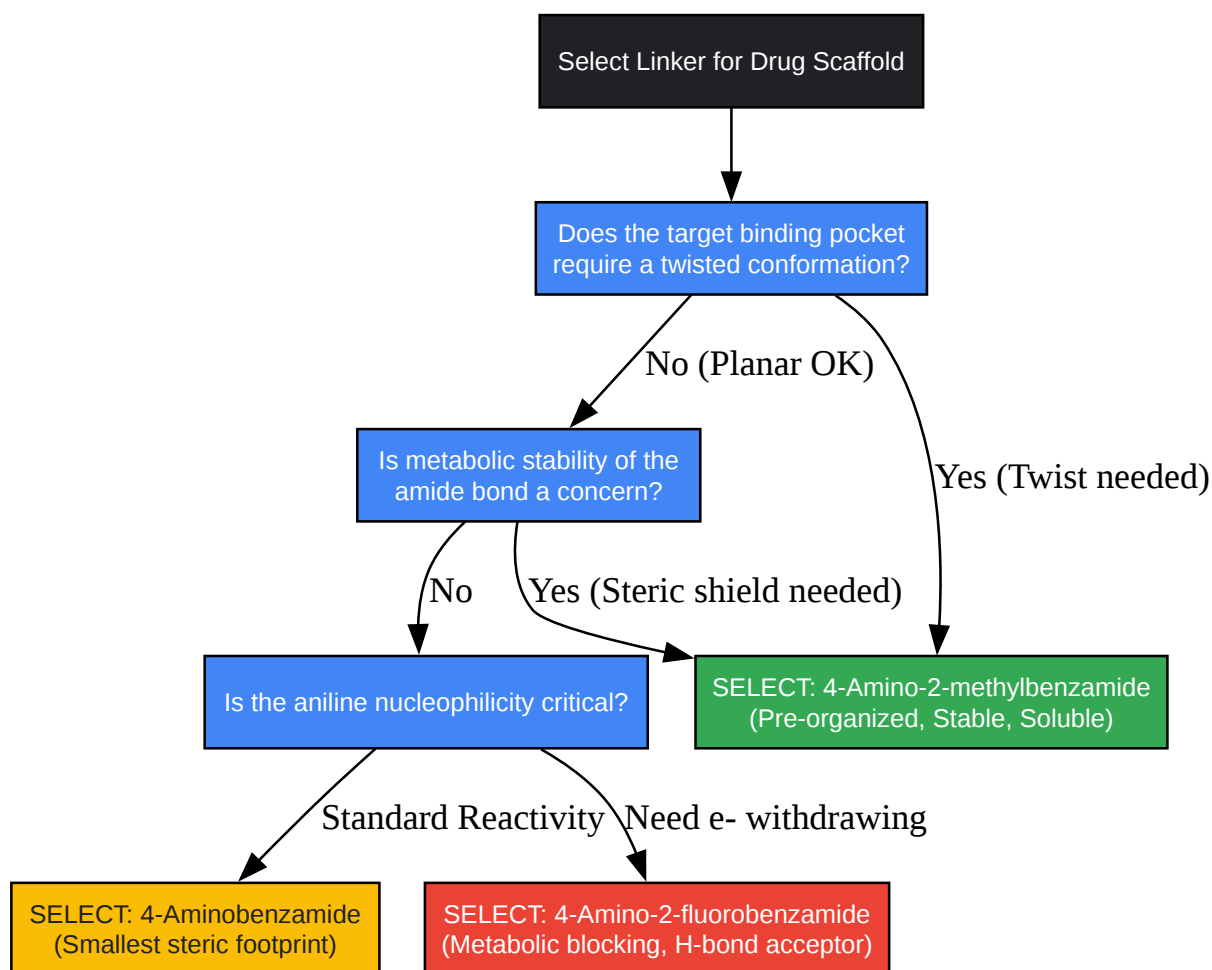 Select Linker for Drug Scaffold
Does the target binding pocket
require a twisted conformation?
No (Planar OK)
Is metabolic stability of the
amide bond a concern?
Yes (Twist needed)
No
Yes (Steric shield needed)
Is the aniline nucleophilicity critical?
SELECT: 4-Amino-2-methylbenzamide
(Pre-organized, Stable, Soluble)
Standard Reactivity
Need e- withdrawing
SELECT: 4-Aminobenzamide
(Smallest steric footprint)
SELECT: 4-Amino-2-fluorobenzamide
(Metabolic blocking, H-bond acceptor)